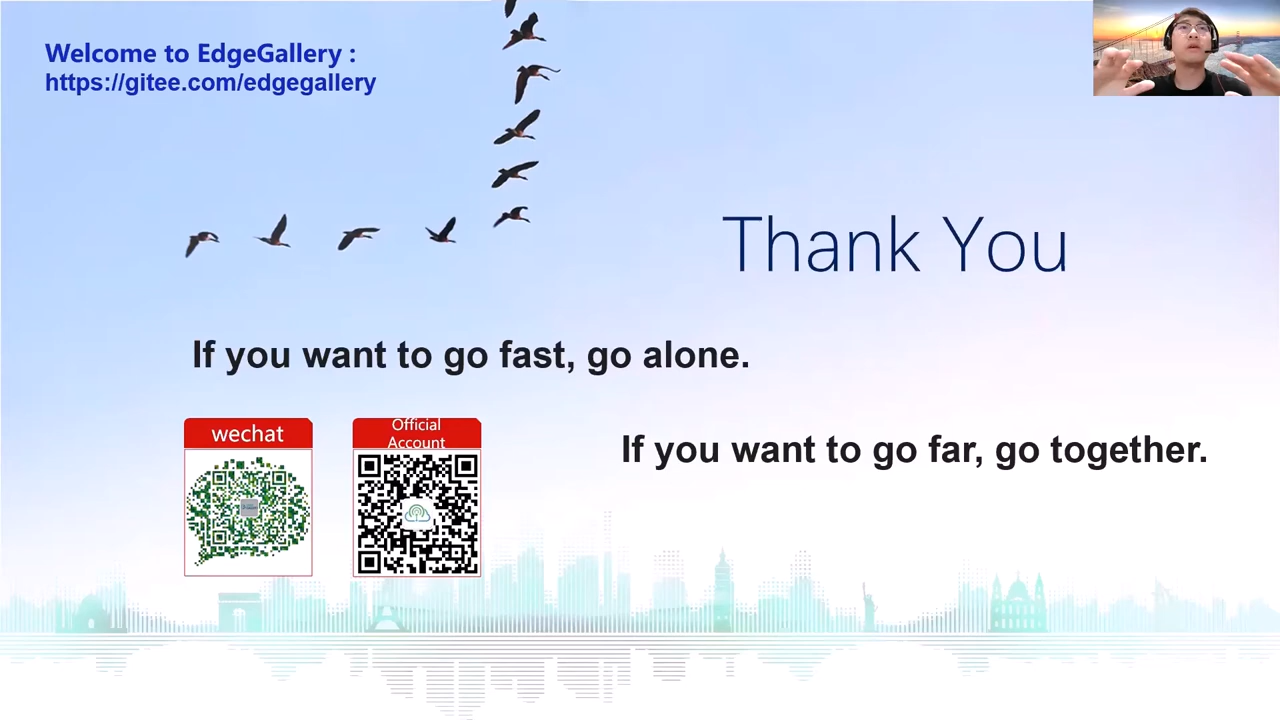 Welcome to EdgeGallery :
https://gitee.com/edgegallery
Thank You
If you want to go fast, go alone.
wechat
Official
Account
If you want to go far, go together.